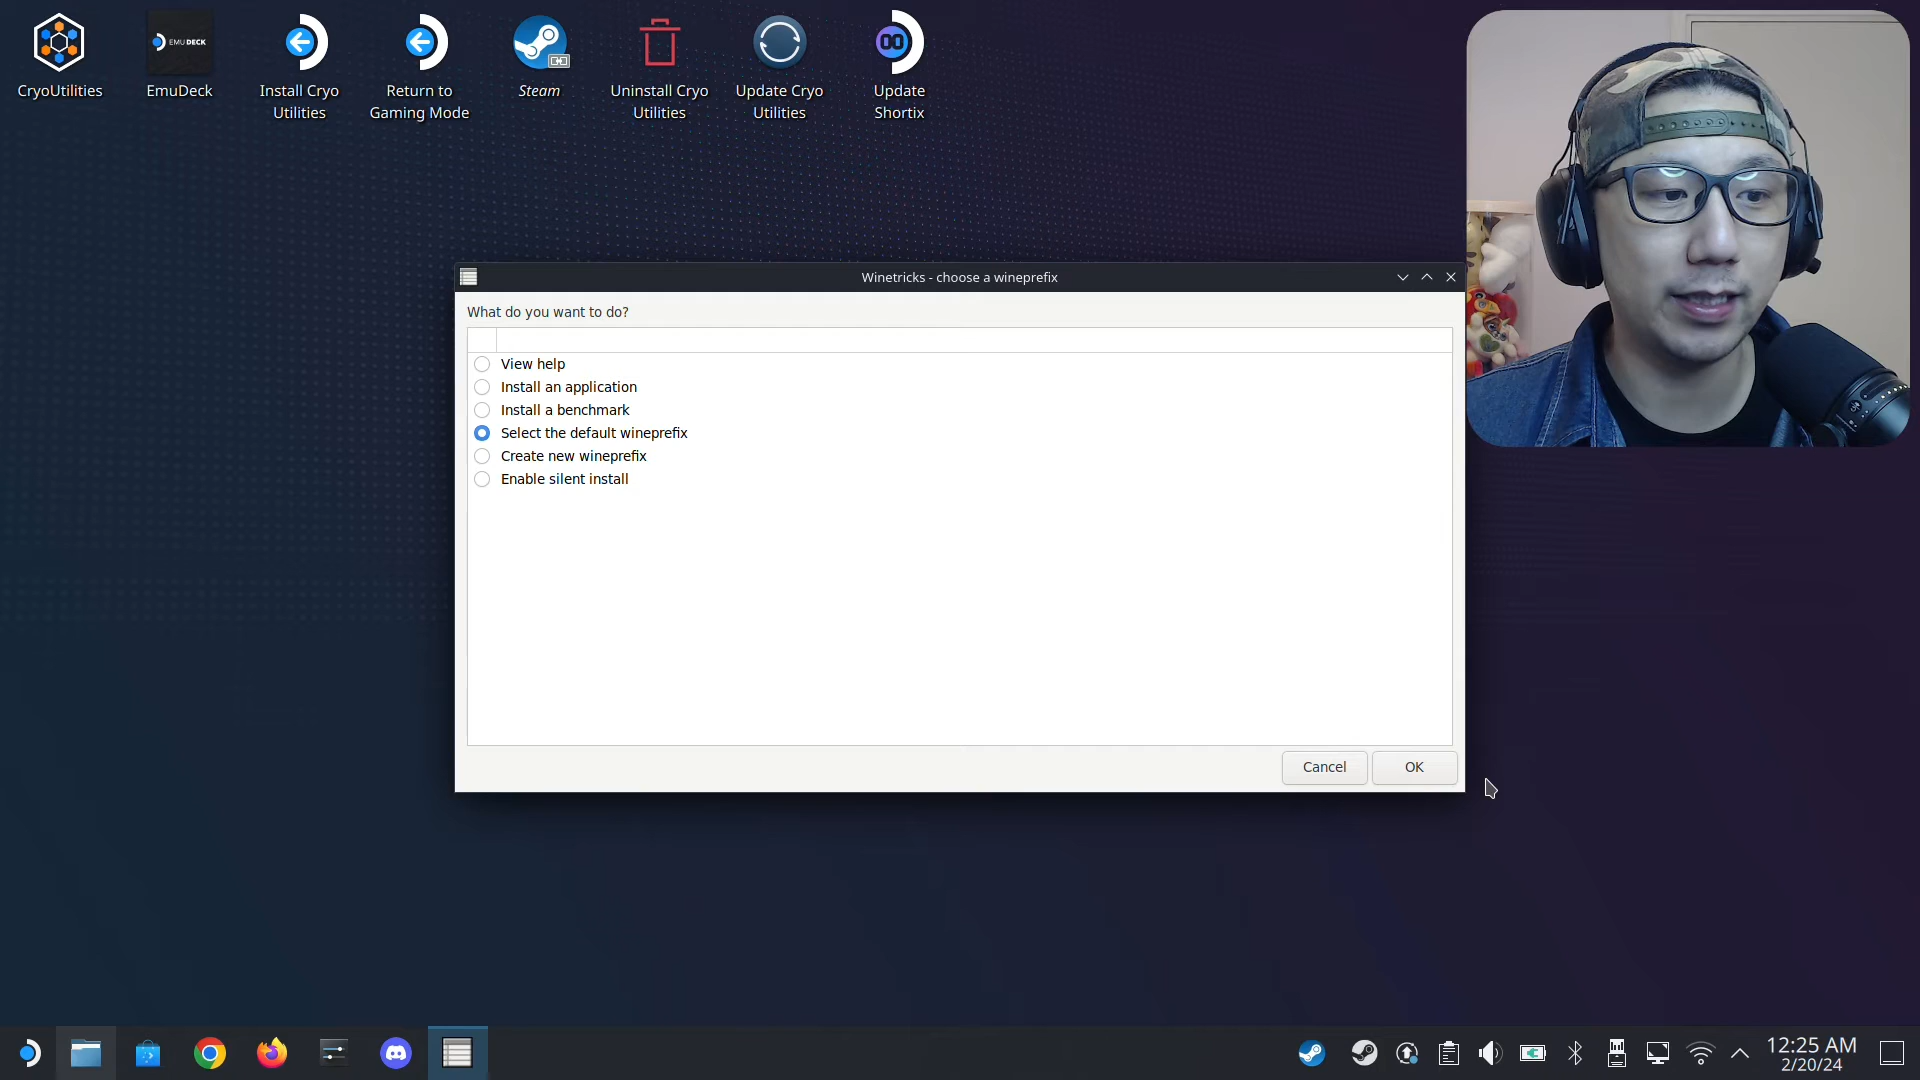 CryoUtilities
EMUDECK
EmuDeck
Install Cryo
Utilities
Return to
Gaming Mode
Steam
Uninstall Cryo
Utilities
Update Cryo
Utilities
Update
Shortix
Winetricks - choose a wineprefix
What do you want to do?
View help
Install an application
Install a benchmark
Select the default wineprefix
Create new wineprefix
Enable silent install
Cancel
OK
12:25 AM
2/20/24